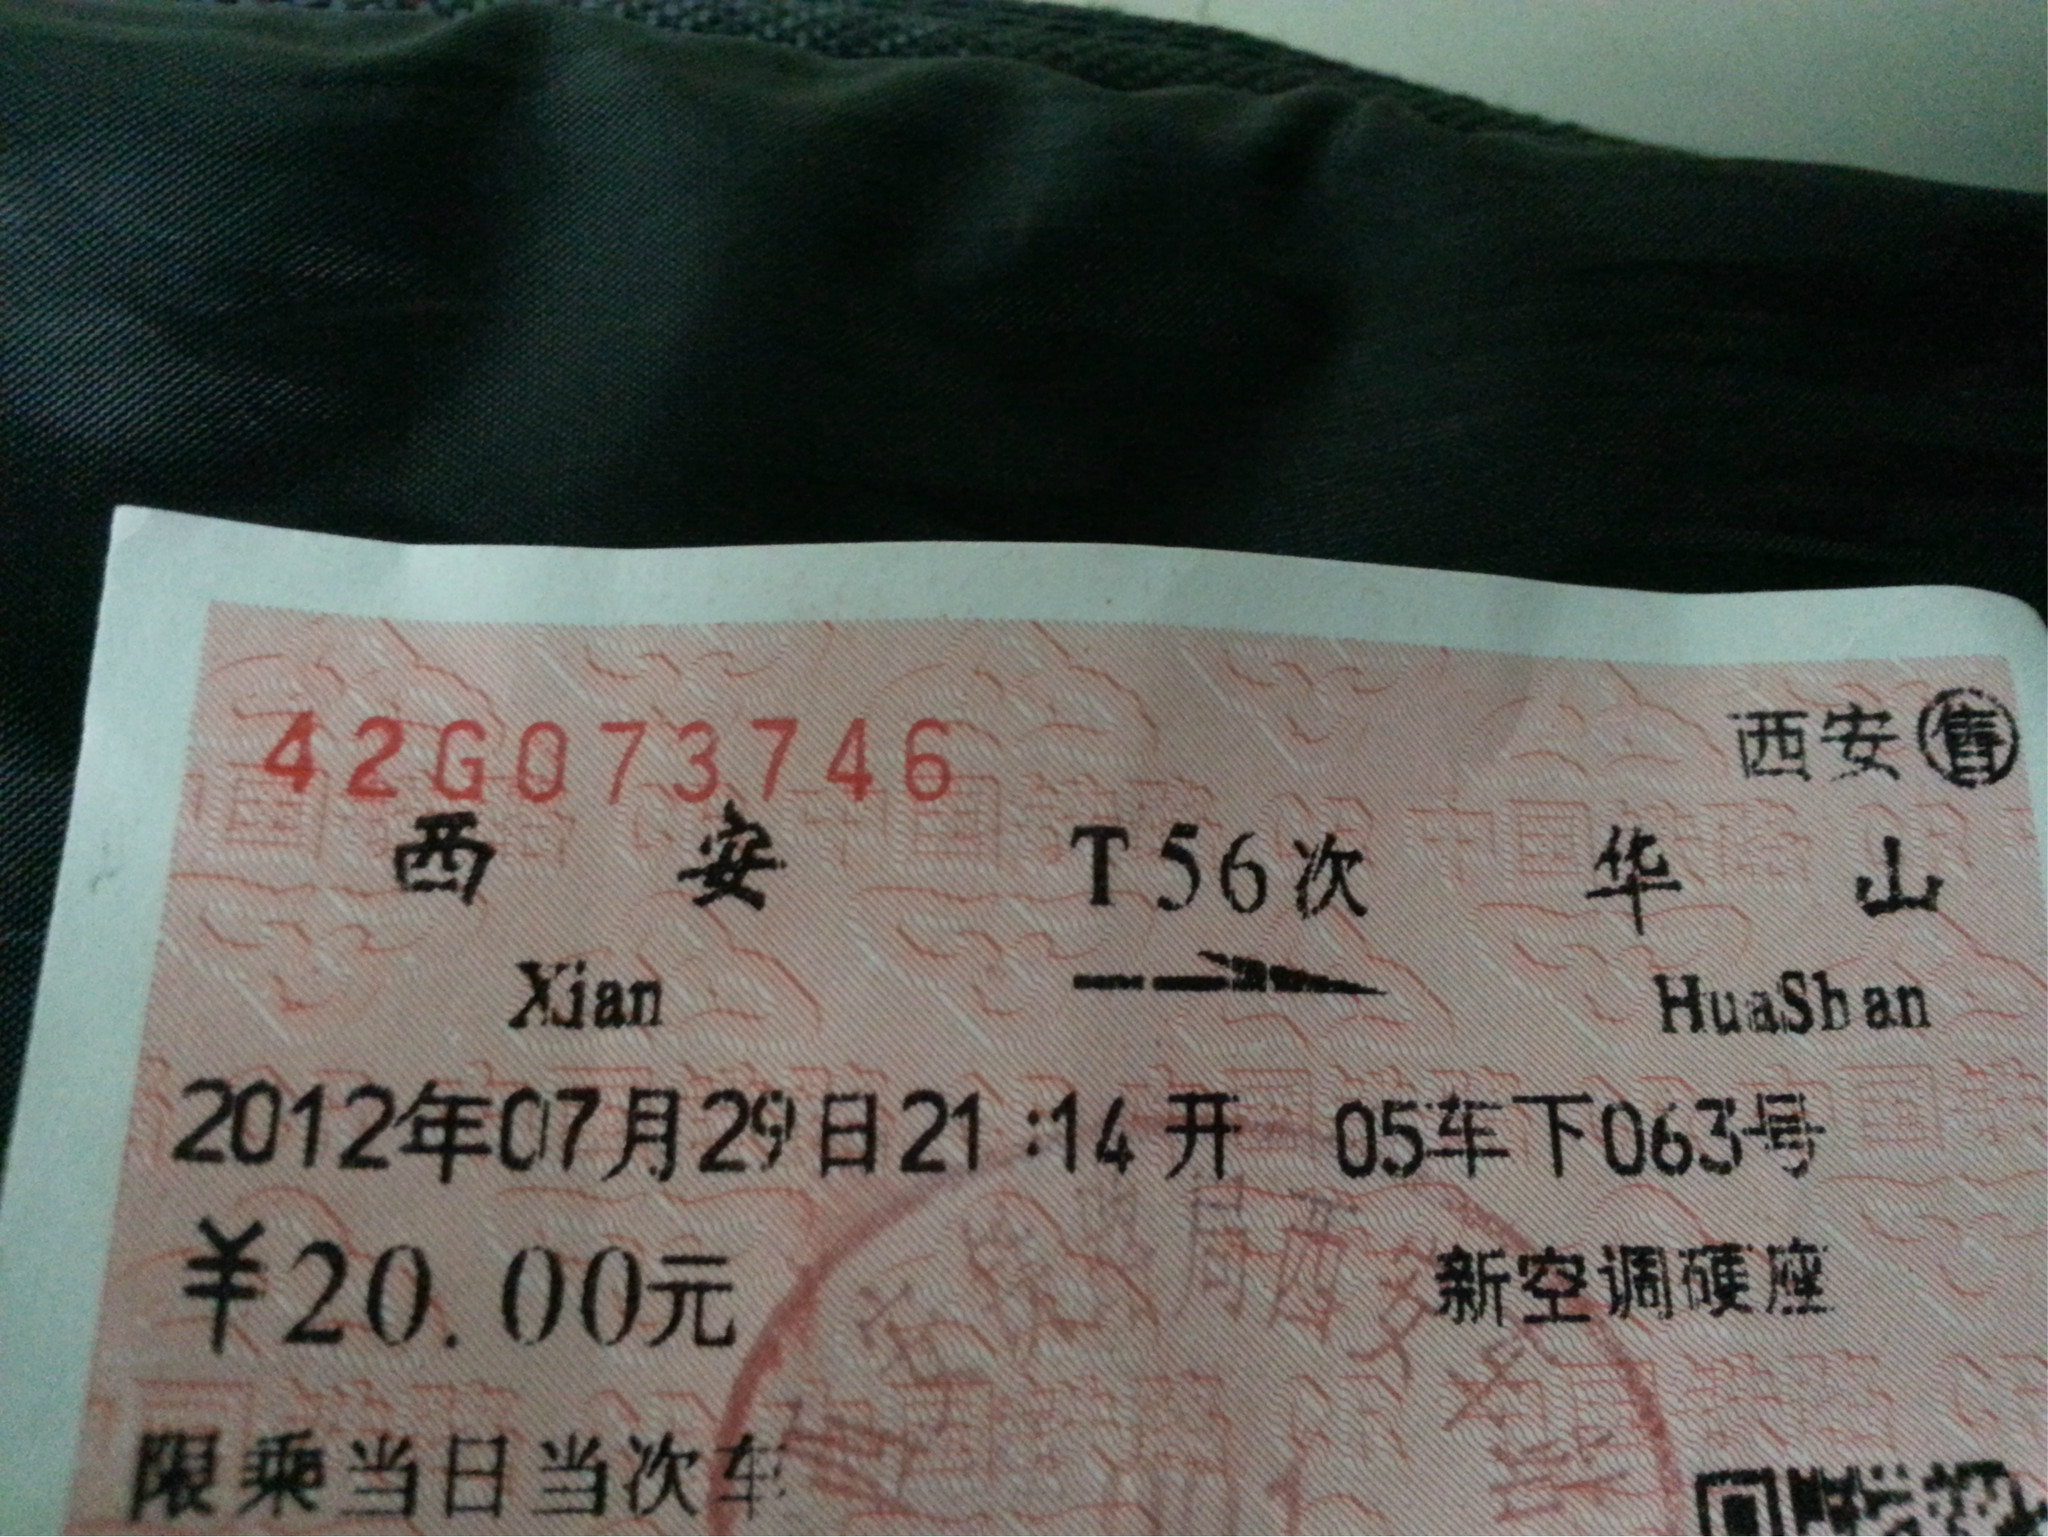 42G073746
西安㊝售
西安 T56次 华山
Xian HuaShan
2012年07月29日21:14开 05车下063号
¥20.00元 新空调硬座
限乘当日当次车